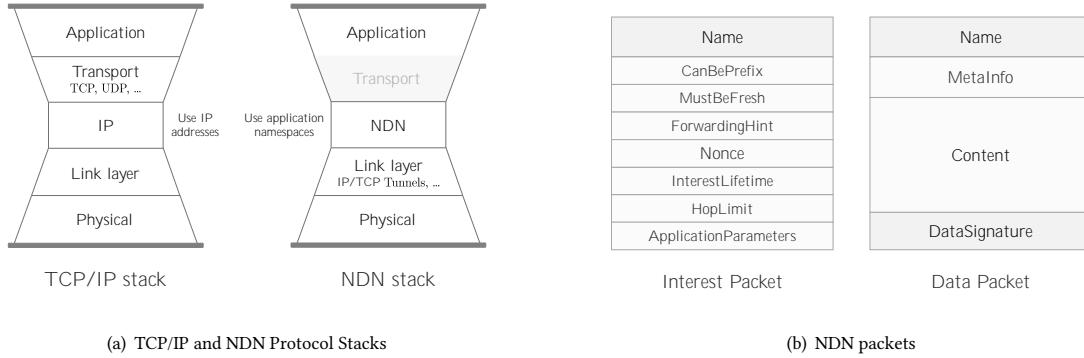 Application
Transport
TCP, UDP, ...
IP
Link layer
Physical
Use IP
addresses
TCP/IP stack
Application
Transport
Use application
namespaces
NDN
Link layer
IP/TCP Tunnels, ...
Physical
NDN stack
(a) TCP/IP and NDN Protocol Stacks
Name
CanBePrefix
MustBeFresh
ForwardingHint
Nonce
InterestLifetime
HopLimit
ApplicationParameters
Interest Packet
Name
MetaInfo
Content
DataSignature
Data Packet
(b) NDN packets